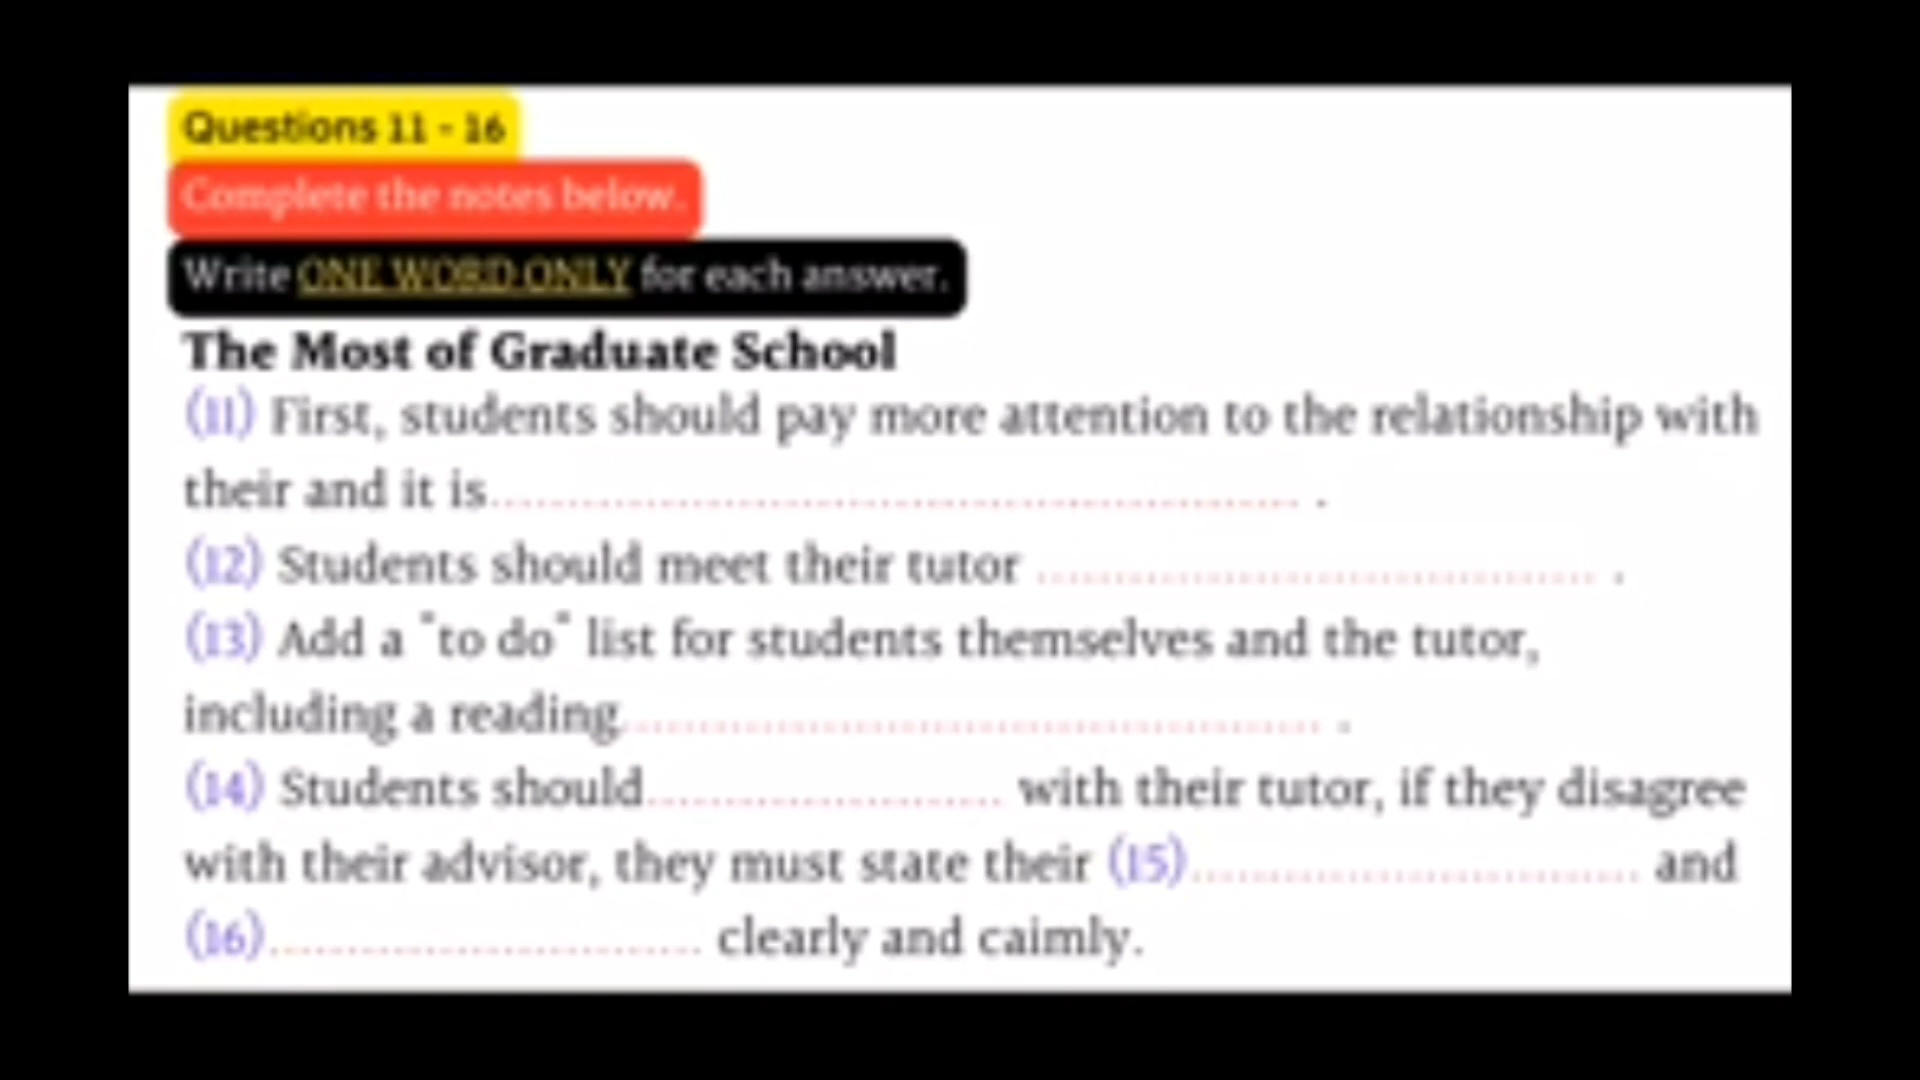 Questions 11 - 16
Complete the notes below.
Write ONE WORD ONLY for each answer.
The Most of Graduate School
(11) First, students should pay more attention to the relationship with
their and it is.................................................... .
(12) Students should meet their tutor .................................... .
(13) Add a "to do" list for students themselves and the tutor,
including a reading............................................. .
(14) Students should....................... with their tutor, if they disagree
with their advisor, they must state their (15)............................. and
(16)............................ clearly and caimly.